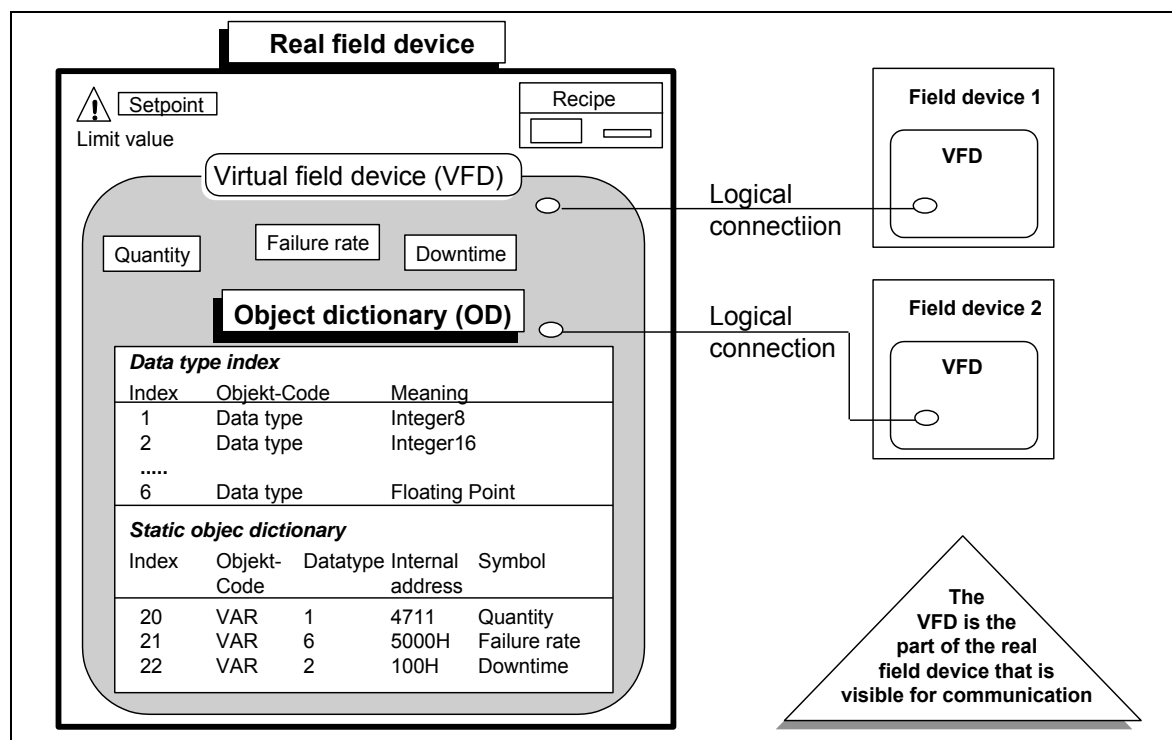 Real field device
Setpoint
Limit value
Recipe
Virtual field device (VFD)
Quantity
Failure rate
Downtime
Object dictionary (OD)
Data type index
Index Objekt-Code Meaning
1 Data type Integer8
2 Data type Integer16
.....
6 Data type Floating Point
Static objec dictionary
Index Objekt- Datatype Internal Symbol
Code address
20 VAR 1 4711 Quantity
21 VAR 6 5000H Failure rate
22 VAR 2 100H Downtime
Logical
connectiion
Field device 1
VFD
Logical
connection
Field device 2
VFD
The
VFD is the
part of the real
field device that is
visible for communication